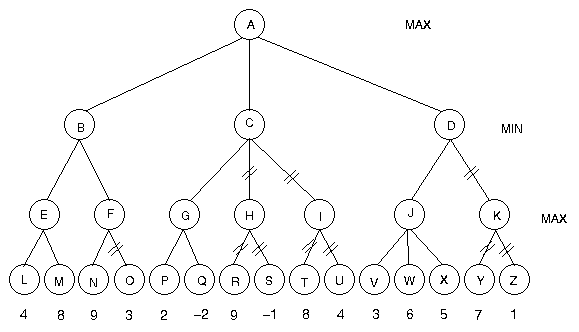 A MAX
B C D MIN
E F G H I J K MAX
L M N O P Q R S T U V W X Y Z
4 8 9 3 2 -2 9 -1 8 4 3 6 5 7 1